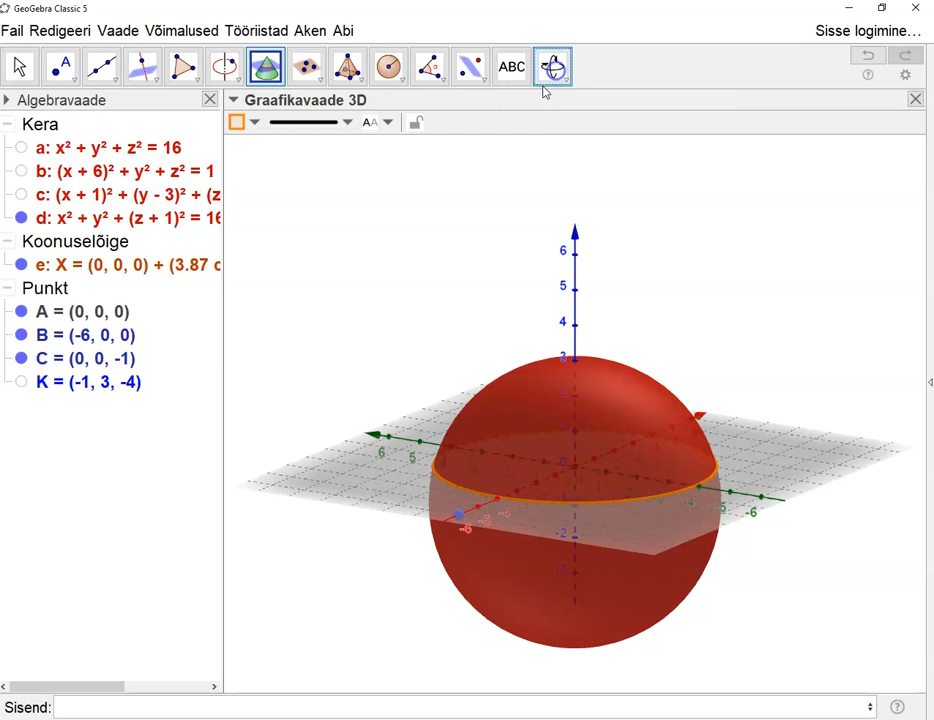 GeoGebra Classic 5
Fail Redigeeri Vaade Võimalused Tööriistad Aken Abi
Sisse logimine...
ABC
Algebravaade
Graafikavaade 3D
AA
Kera
a: x² + y² + z² = 16
b: (x + 6)² + y² + z² = 1
c: (x + 1)² + (y - 3)² + (z
d: x² + y² + (z + 1)² = 16
Koonuselõige
e: X = (0, 0, 0) + (3.87 c
Punkt
A = (0, 0, 0)
B = (-6, 0, 0)
C = (0, 0, -1)
K = (-1, 3, -4)
6
5
4
3
6
5
-4
-6
-2
-6
Sisend: